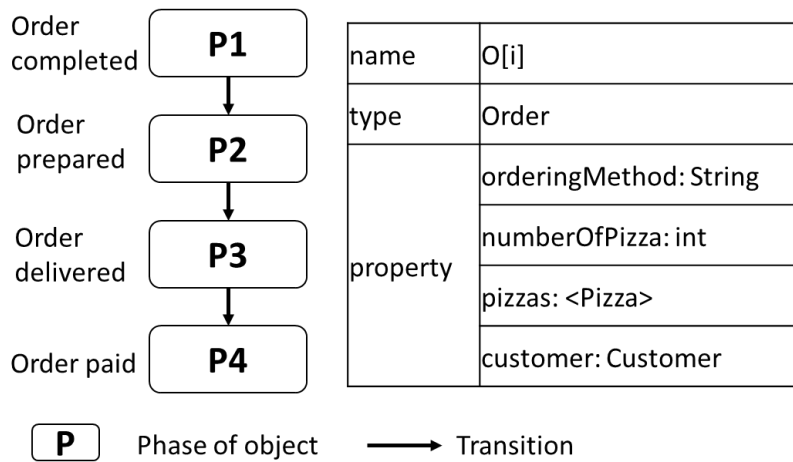 Order
completed
P1
Order
prepared
P2
Order
delivered
P3
Order paid
P4
name
O[i]
type
Order
property
orderingMethod: String
numberOfPizza: int
pizzas: <Pizza>
customer: Customer
P
Phase of object
Transition